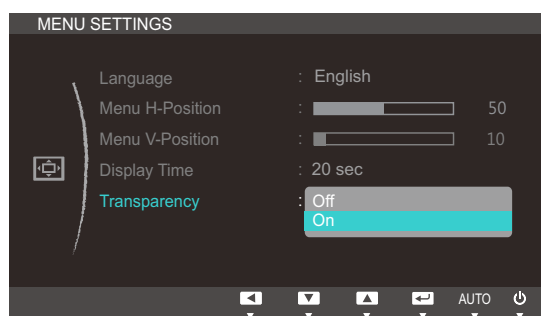 MENU SETTINGS
Language : English
Menu H-Position : 50
Menu V-Position : 10
Display Time : 20 sec
Transparency : Off
On
AUTO